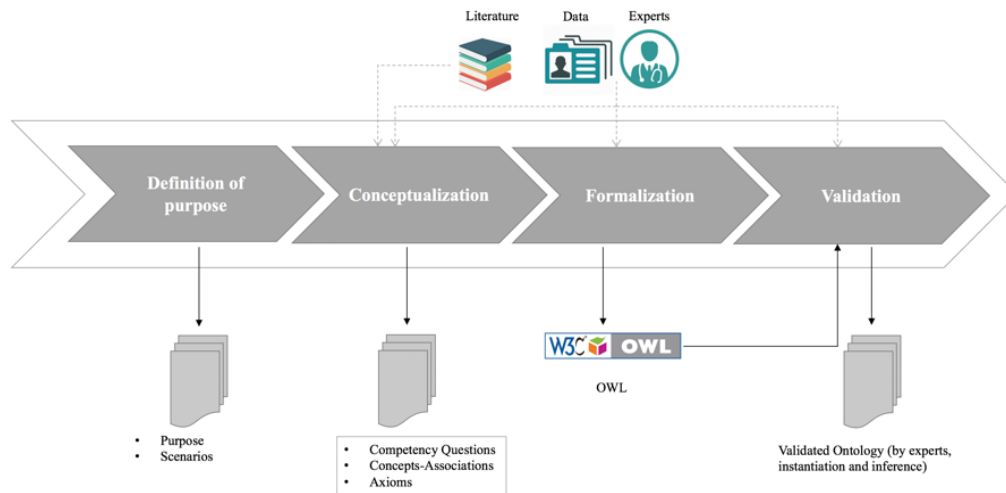 Literature
Data
Experts
Definition of
purpose
Conceptualization
Formalization
Validation
W3C OWL
OWL
• Purpose
• Scenarios
• Competency Questions
• Concepts-Associations
• Axioms
Validated Ontology (by experts,
instantiation and inference)